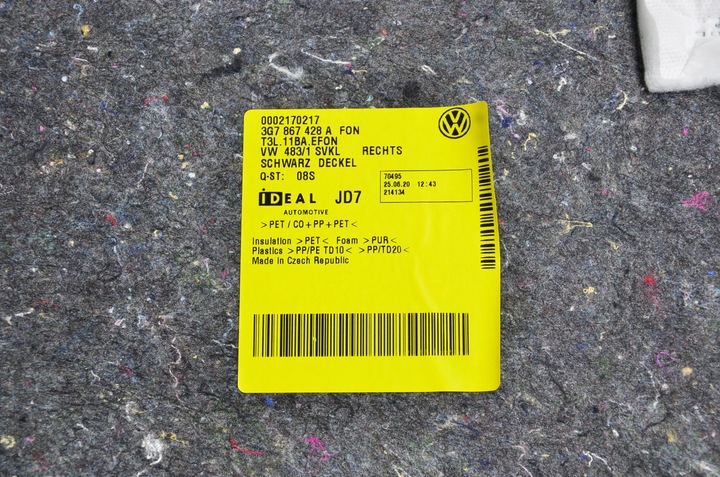 0002170217
3G7 867 428 A FON
T3L.11BA.EFON
VW 483/1 SVKL RECHTS
SCHWARZ DECKEL
Q-ST: 08S
70495
25.06.20 12:43
214134
IDEAL JD7
AUTOMOTIVE
>PET/CO+PP+PET<
Insulation >PET< Foam >PUR<
Plastics >PP/PE TD10< >PP/TD20<
Made in Czech Republic